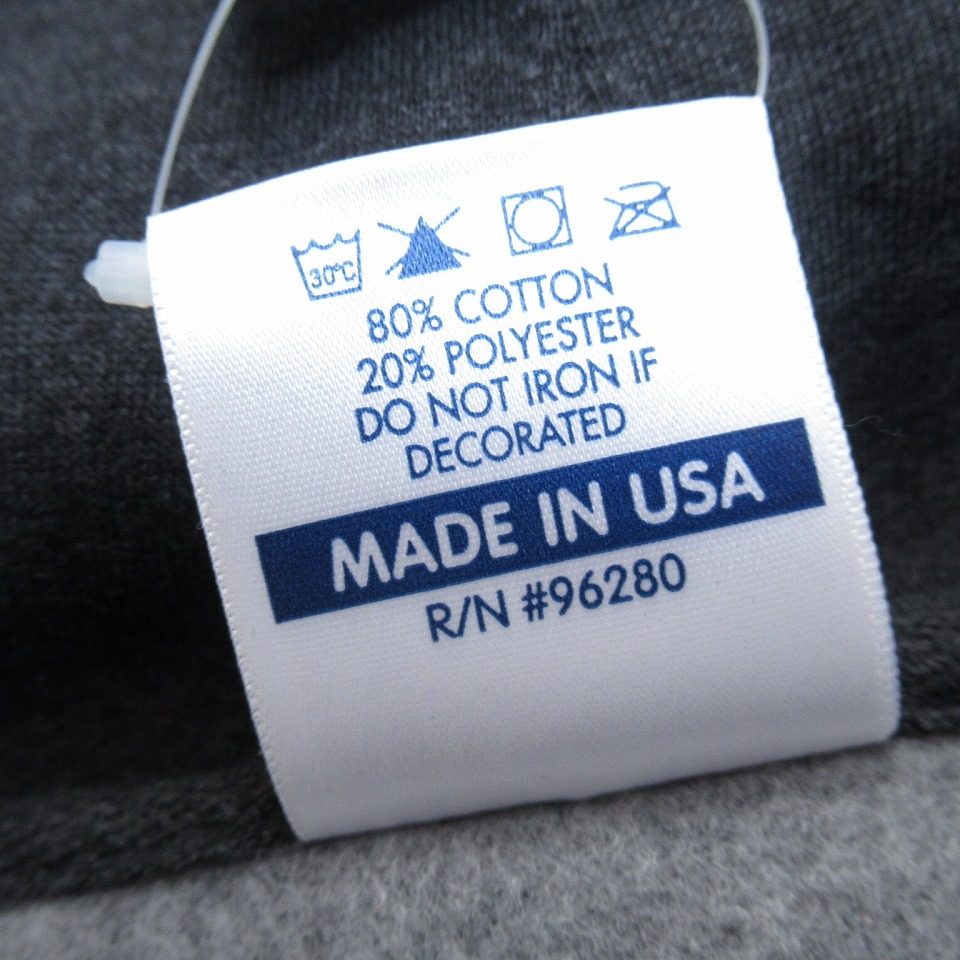 30°C
80% COTTON
20% POLYESTER
DO NOT IRON IF
DECORATED
MADE IN USA
R/N #96280